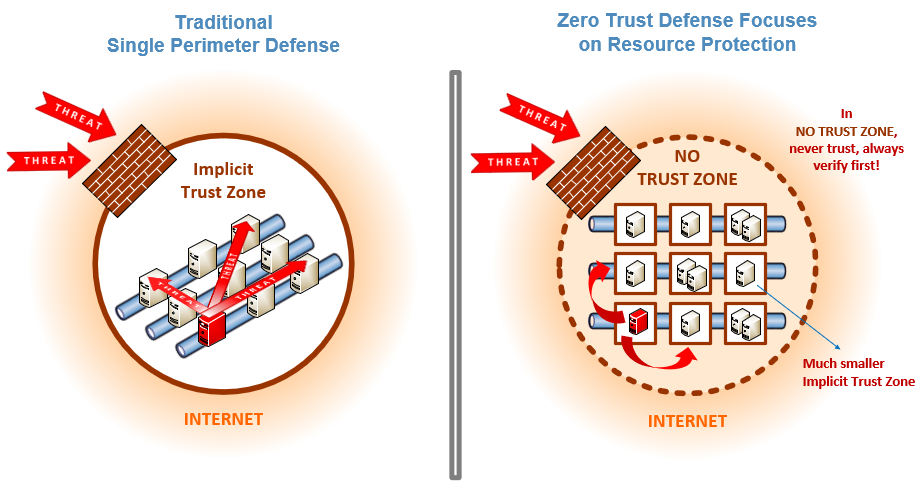 Traditional
Single Perimeter Defense
THREAT
THREAT
Implicit
Trust Zone
THREAT
THREAT
THREAT
INTERNET
Zero Trust Defense Focuses
on Resource Protection
THREAT
THREAT
NO
TRUST ZONE
In
NO TRUST ZONE,
never trust, always
verify first!
Much smaller
Implicit Trust Zone
INTERNET